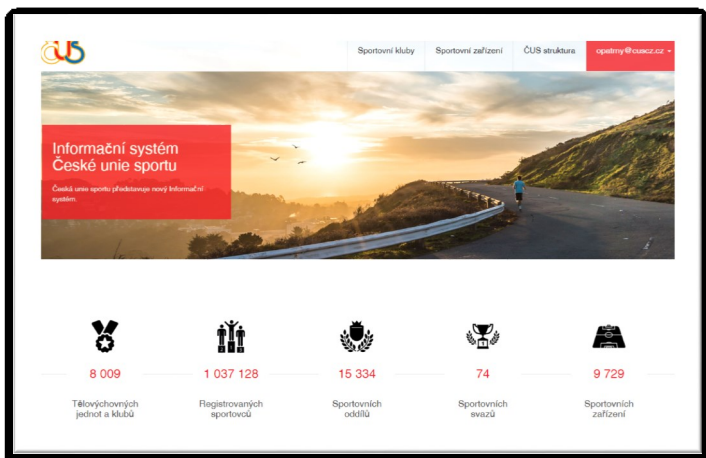 ČUS
Sportovní kluby
Sportovní zařízení
ČUS struktura
opatrny@cuscz.cz
Informační systém
České unie sportu
Česká unie sportu představuje nový Informační
systém.
8 009
1 037 128
15 334
74
9 729
Tělovýchovných
jednot a klubů
Registrovaných
sportovců
Sportovních
oddílů
Sportovních
svazů
Sportovních
zařízení